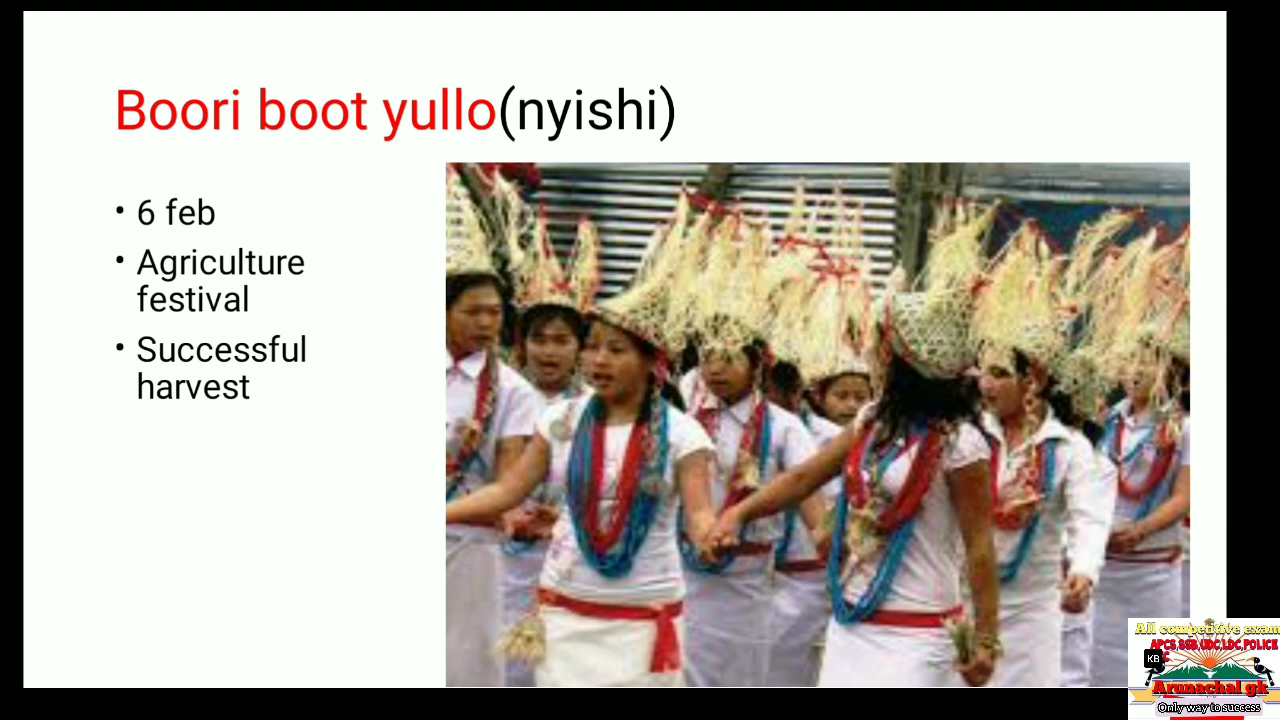 Boori boot yullo(nyishi)
• 6 feb
• Agriculture
festival
• Successful
harvest
All competitive exam
APCS,SSB,UDC,LDC,POLICE
KB
Arunachal gk
Only way to success